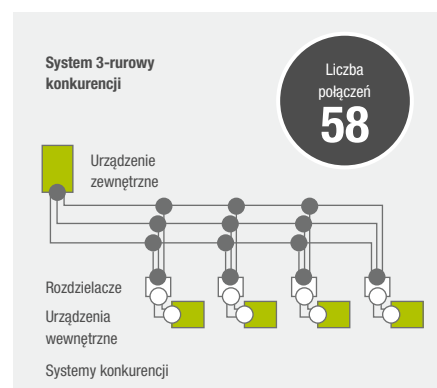 System 3-rurowy
konkurencji
Liczba
połączeń
58
Urządzenie
zewnętrzne
Rozdzielacze
Urządzenia
wewnętrzne
Systemy konkurencji